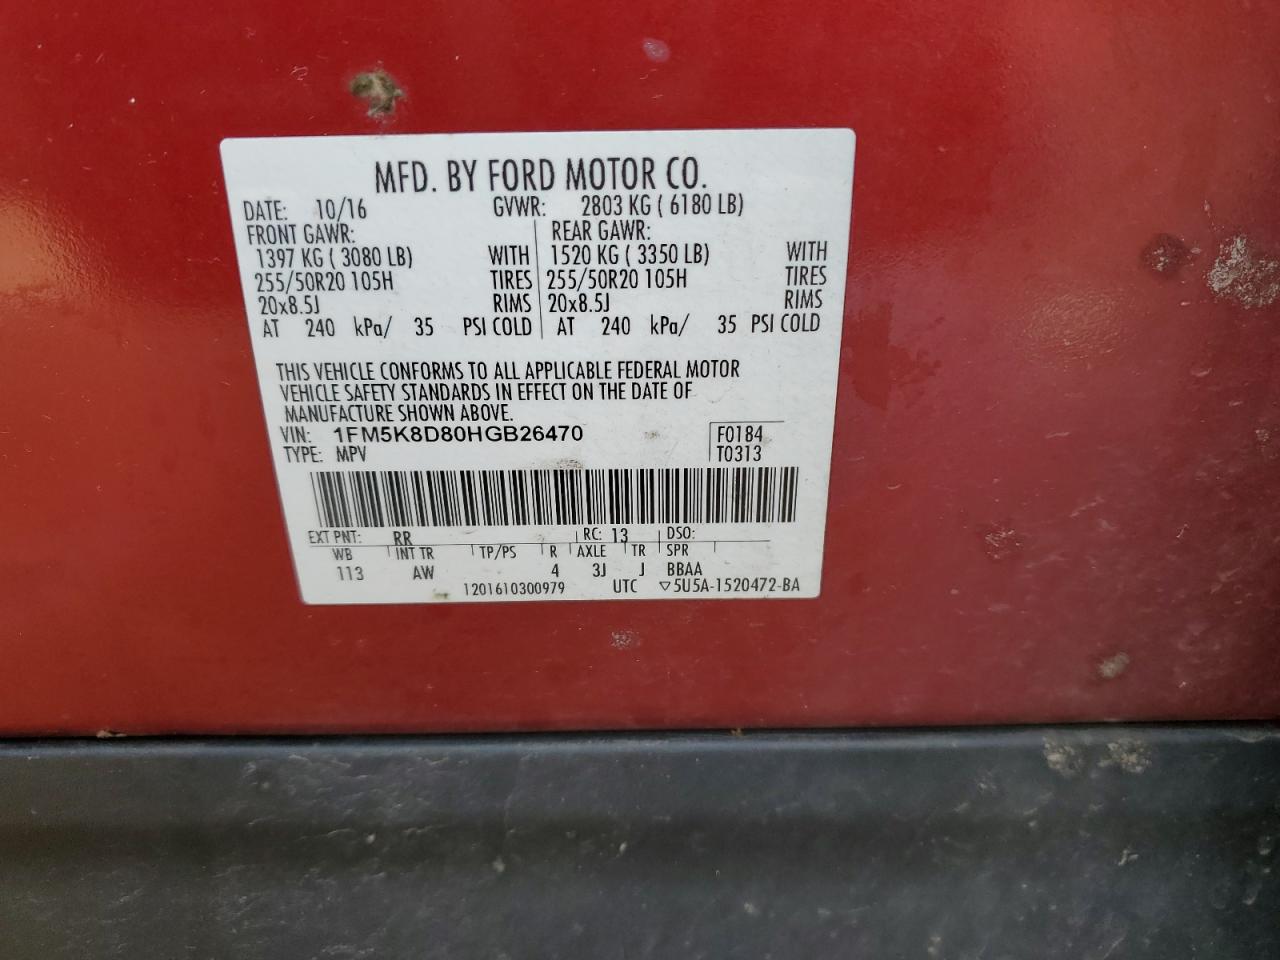 MFD. BY FORD MOTOR CO.
DATE: 10/16 GVWR: 2803 KG ( 6180 LB)
FRONT GAWR: REAR GAWR:
1397 KG ( 3080 LB) WITH 1520 KG ( 3350 LB) WITH
255/50R20 105H TIRES 255/50R20 105H TIRES
20x8.5J RIMS 20x8.5J RIMS
AT 240 kPa/ 35 PSI COLD AT 240 kPa/ 35 PSI COLD
THIS VEHICLE CONFORMS TO ALL APPLICABLE FEDERAL MOTOR
VEHICLE SAFETY STANDARDS IN EFFECT ON THE DATE OF
MANUFACTURE SHOWN ABOVE.
VIN: 1FM5K8D80HGB26470 F0184
TYPE: MPV T0313
EXT PNT: RR RC: 13 DSO:
WB INT TR TP/PS R AXLE TR SPR
113 AW 4 3J J BBAA
1201610300979 UTC ▽5U5A-1520472-BA